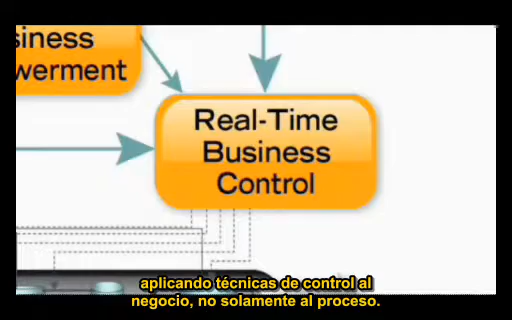 siness
werment
Real-Time
Business
Control
aplicando técnicas de control al
negocio, no solamente al proceso.